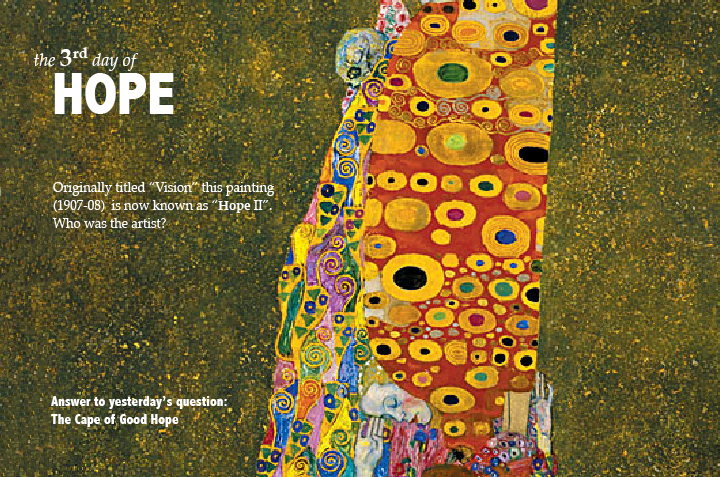 the 3rd day of
HOPE
Originally titled “Vision” this painting
(1907-08)  is now known as “Hope II”.
Who was the artist?
Answer to yesterday’s question:
The Cape of Good Hope